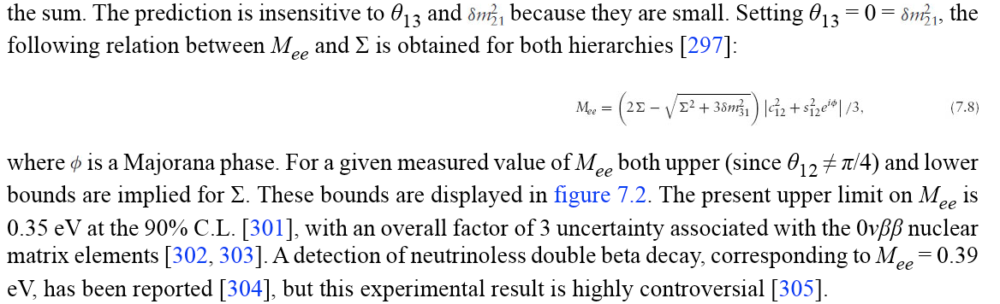 the sum. The prediction is insensitive to θ₁₃ and δm²₂₁ because they are small. Setting θ₁₃ = 0 = δm²₂₁, the
following relation between Mₑₑ and Σ is obtained for both hierarchies [297]:
Mₑₑ = (2Σ − √(Σ² + 3δm²₃₁)) |c²₁₂ + s²₁₂e^{iϕ}| /3, (7.8)
where ϕ is a Majorana phase. For a given measured value of Mₑₑ both upper (since θ₁₂ ≠ π/4) and lower
bounds are implied for Σ. These bounds are displayed in figure 7.2. The present upper limit on Mₑₑ is
0.35 eV at the 90% C.L. [301], with an overall factor of 3 uncertainty associated with the 0νββ nuclear
matrix elements [302, 303]. A detection of neutrinoless double beta decay, corresponding to Mₑₑ = 0.39
eV, has been reported [304], but this experimental result is highly controversial [305].